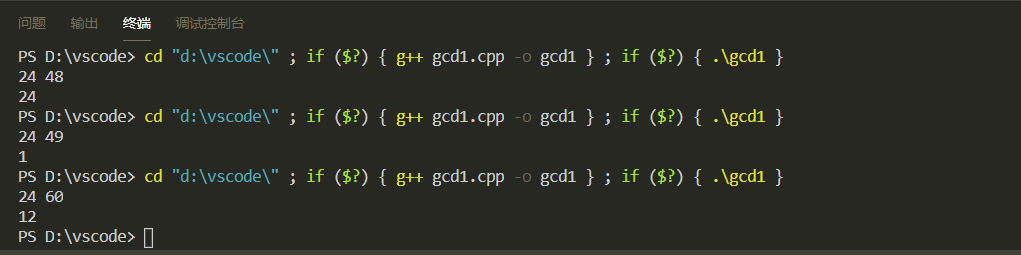 问题 输出 终端 调试控制台
PS D:\vscode> cd "d:\vscode\" ; if ($?) { g++ gcd1.cpp -o gcd1 } ; if ($?) { .\gcd1 }
24 48
24
PS D:\vscode> cd "d:\vscode\" ; if ($?) { g++ gcd1.cpp -o gcd1 } ; if ($?) { .\gcd1 }
24 49
1
PS D:\vscode> cd "d:\vscode\" ; if ($?) { g++ gcd1.cpp -o gcd1 } ; if ($?) { .\gcd1 }
24 60
12
PS D:\vscode>